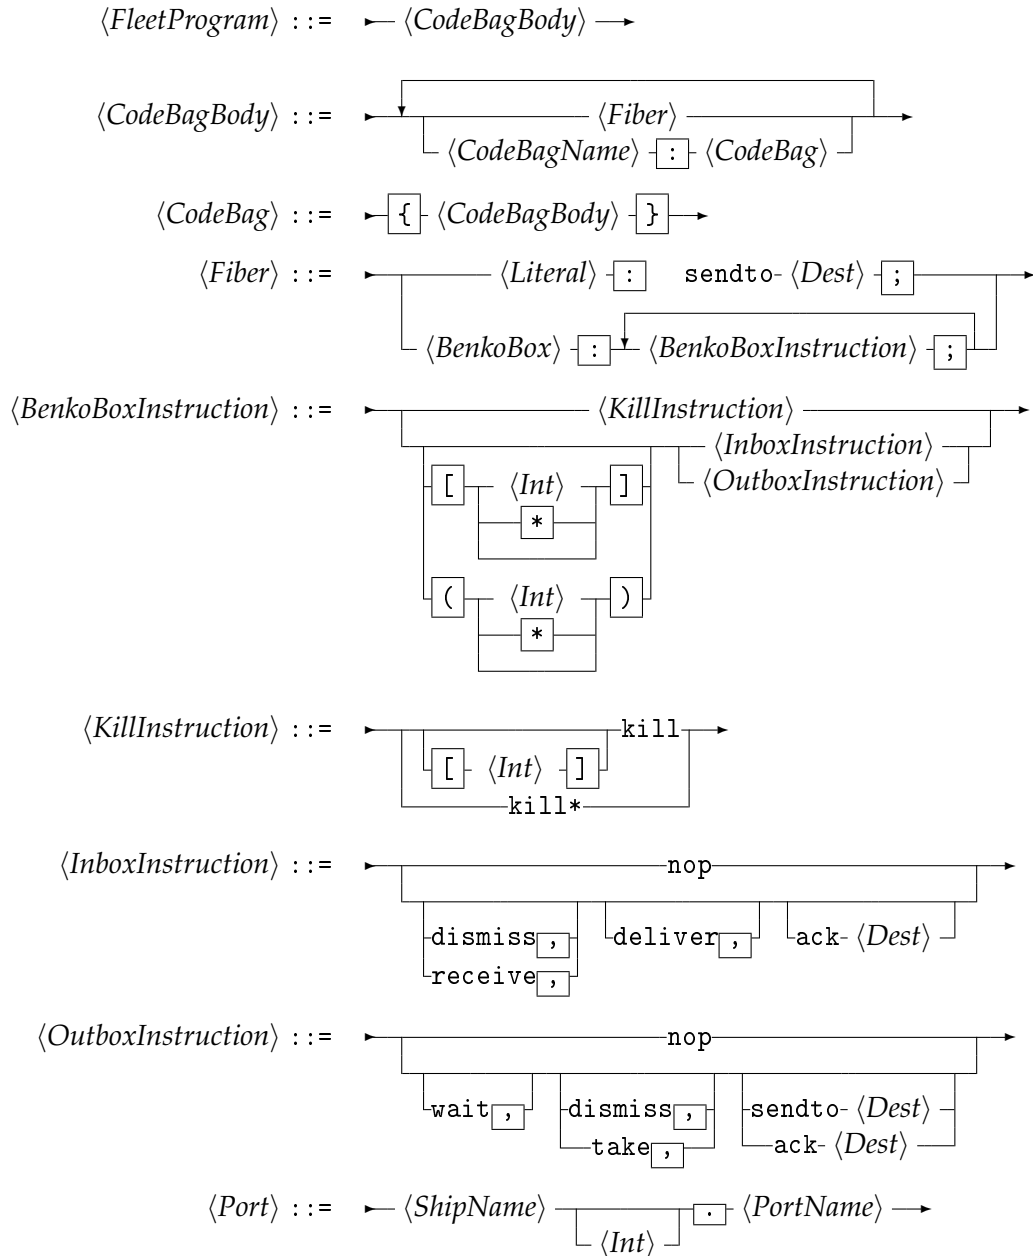 ⟨FleetProgram⟩ ::= ⟨CodeBagBody⟩
⟨CodeBagBody⟩ ::= ⟨Fiber⟩
⟨CodeBagName⟩ : ⟨CodeBag⟩
⟨CodeBag⟩ ::= { ⟨CodeBagBody⟩ }
⟨Fiber⟩ ::= ⟨Literal⟩ : sendto ⟨Dest⟩ ;
⟨BenkoBox⟩ : ⟨BenkoBoxInstruction⟩ ;
⟨BenkoBoxInstruction⟩ ::= ⟨KillInstruction⟩
⟨InboxInstruction⟩
[ ⟨Int⟩ ] ⟨OutboxInstruction⟩
*
( ⟨Int⟩ )
*
⟨KillInstruction⟩ ::= kill
[ ⟨Int⟩ ]
kill*
⟨InboxInstruction⟩ ::= nop
dismiss , deliver , ack ⟨Dest⟩
receive ,
⟨OutboxInstruction⟩ ::= nop
wait , dismiss , sendto ⟨Dest⟩
take , ack ⟨Dest⟩
⟨Port⟩ ::= ⟨ShipName⟩ . ⟨PortName⟩
⟨Int⟩